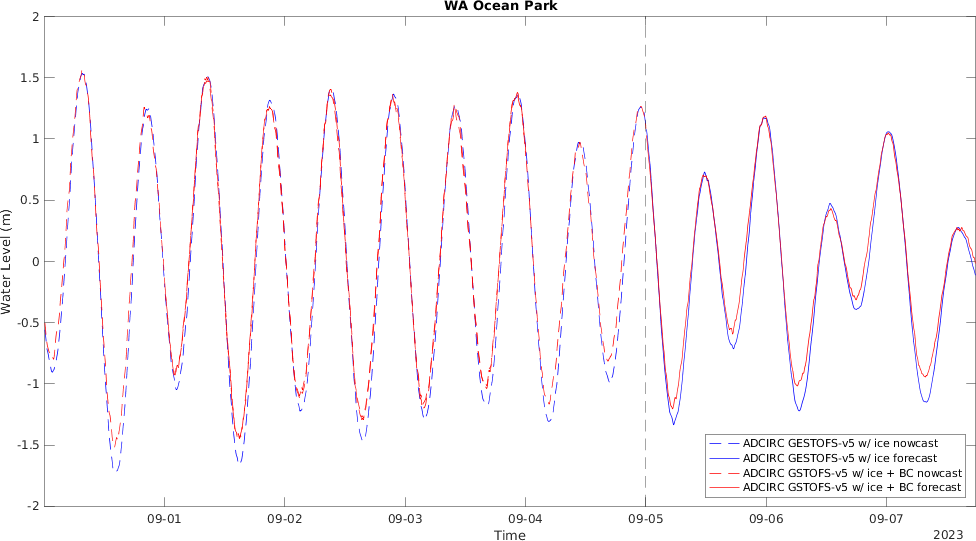 WA Ocean Park
2
1.5
1
0.5
0
-0.5
-1
-1.5
-2
Water Level (m)
09-01 09-02 09-03 09-04 09-05 09-06 09-07
Time
2023
ADCIRC GESTOFS-v5 w/ ice nowcast
ADCIRC GESTOFS-v5 w/ ice forecast
ADCIRC GSTOFS-v5 w/ ice + BC nowcast
ADCIRC GSTOFS-v5 w/ ice + BC forecast